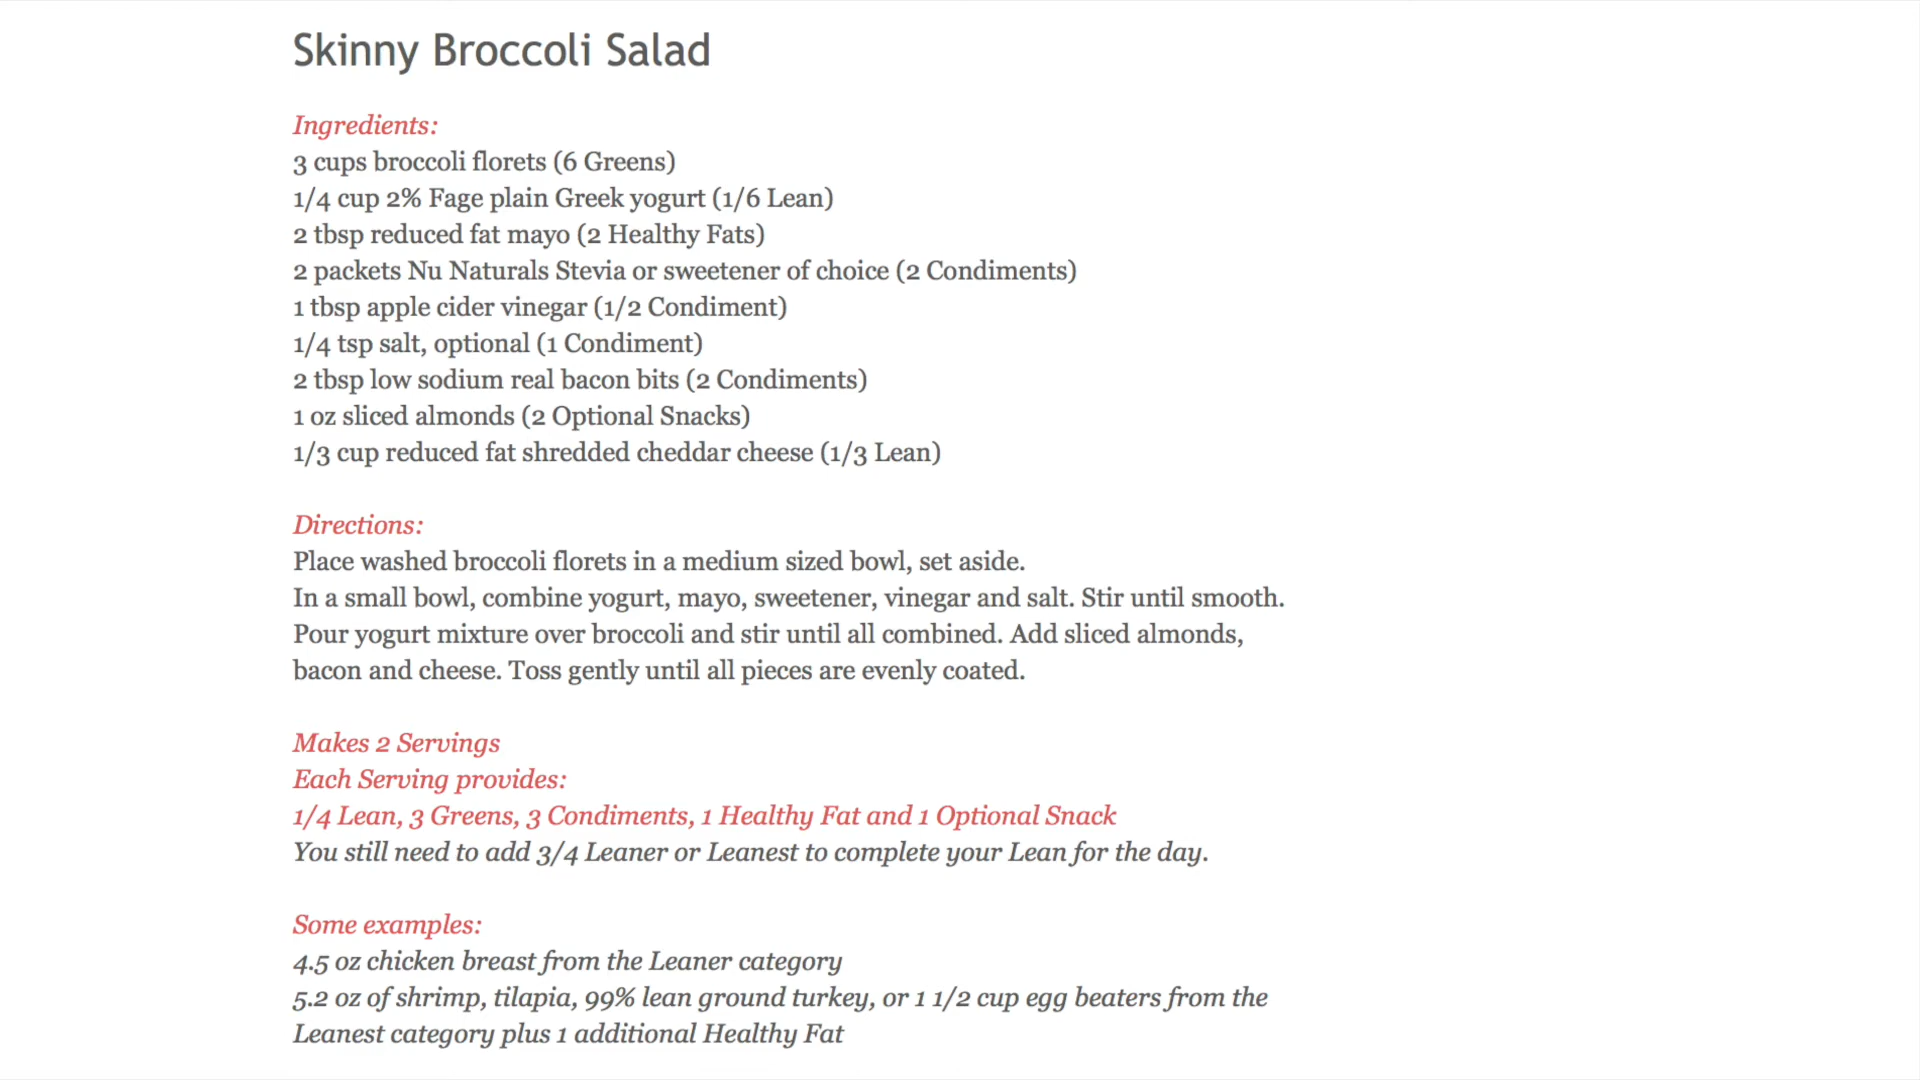 Skinny Broccoli Salad
Ingredients:
3 cups broccoli florets (6 Greens)
1/4 cup 2% Fage plain Greek yogurt (1/6 Lean)
2 tbsp reduced fat mayo (2 Healthy Fats)
2 packets Nu Naturals Stevia or sweetener of choice (2 Condiments)
1 tbsp apple cider vinegar (1/2 Condiment)
1/4 tsp salt, optional (1 Condiment)
2 tbsp low sodium real bacon bits (2 Condiments)
1 oz sliced almonds (2 Optional Snacks)
1/3 cup reduced fat shredded cheddar cheese (1/3 Lean)
Directions:
Place washed broccoli florets in a medium sized bowl, set aside.
In a small bowl, combine yogurt, mayo, sweetener, vinegar and salt. Stir until smooth.
Pour yogurt mixture over broccoli and stir until all combined. Add sliced almonds,
bacon and cheese. Toss gently until all pieces are evenly coated.
Makes 2 Servings
Each Serving provides:
1/4 Lean, 3 Greens, 3 Condiments, 1 Healthy Fat and 1 Optional Snack
You still need to add 3/4 Leaner or Leanest to complete your Lean for the day.
Some examples:
4.5 oz chicken breast from the Leaner category
5.2 oz of shrimp, tilapia, 99% lean ground turkey, or 1 1/2 cup egg beaters from the
Leanest category plus 1 additional Healthy Fat